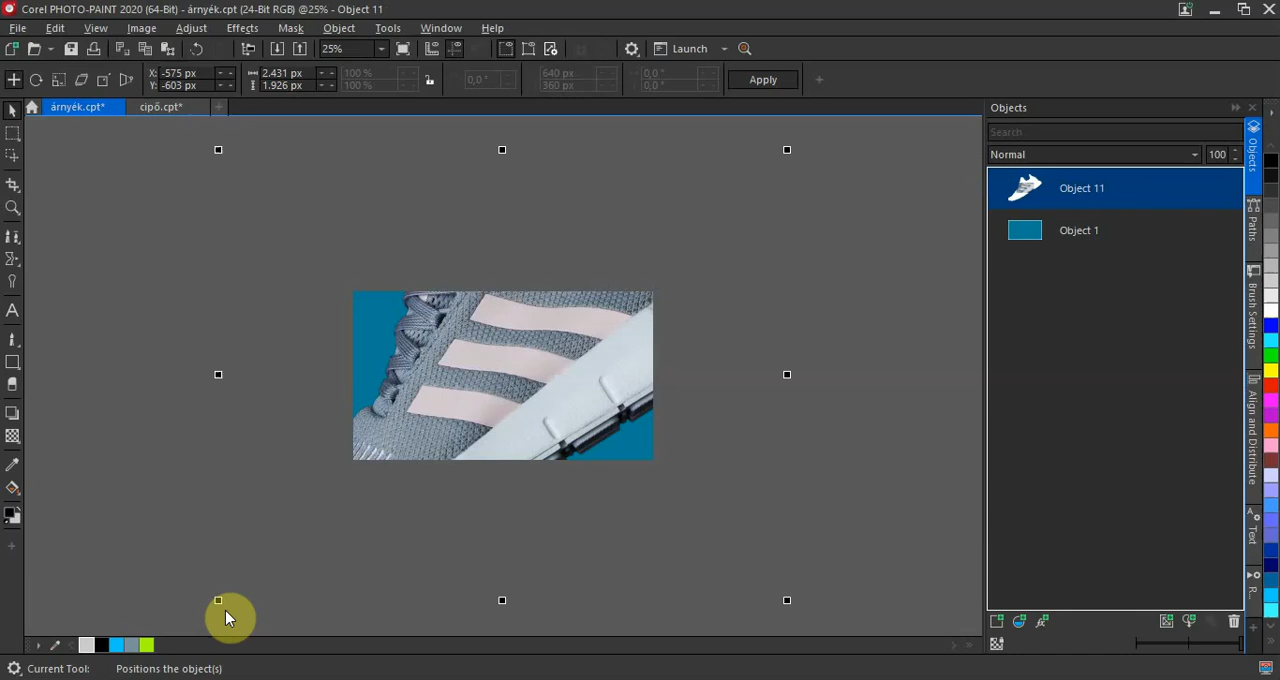 Corel PHOTO-PAINT 2020 (64-Bit) - árnyék.cpt (24-Bit RGB) @25% - Object 11
File Edit View Image Adjust Effects Mask Object Tools Window Help
25% Launch
X: -575 px 2.431 px 100 % 0,0 ° 640 px 0,0 ° Apply
Y: -603 px 1.926 px 100 % 360 px 0,0 °
árnyék.cpt* cipő.cpt* Objects
Search
Normal 100
Object 11
Object 1
Objects
Paths
Brush Settings
Align and Distribute
Text
R...
Current Tool: Positions the object(s)